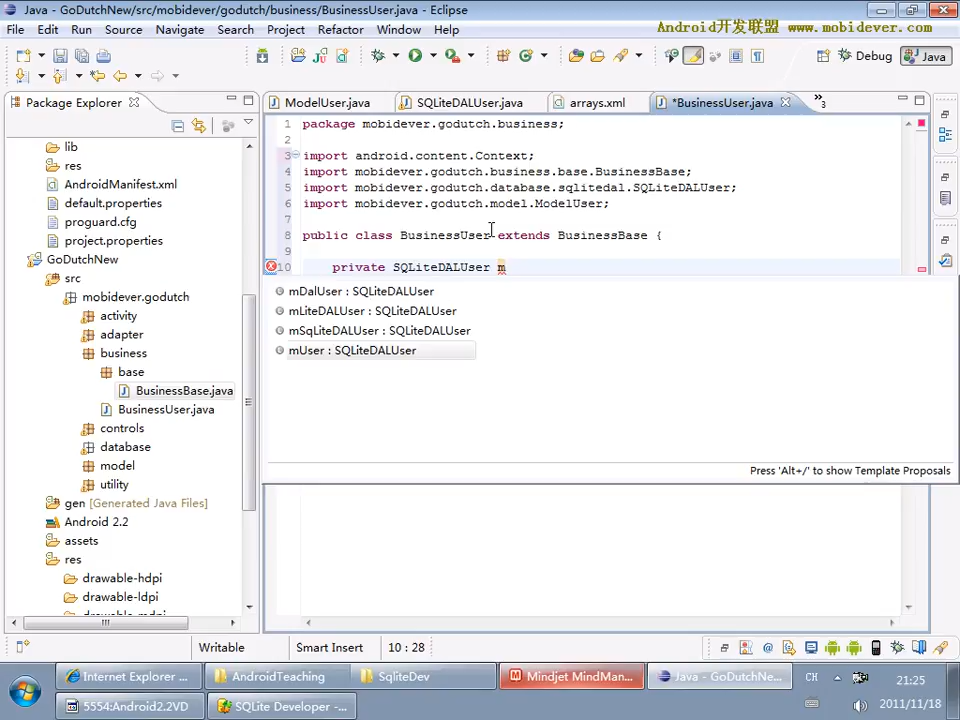 Java - GoDutchNew/src/mobidever/godutch/business/BusinessUser.java - Eclipse
File Edit Source Refactor Navigate Search Project Refactor Window Help
Android开发联盟 www.mobidever.com
Debug
Java
Package Explorer
ModelUser.java
SQLiteDALUser.java
arrays.xml
*BusinessUser.java
»3
lib
res
AndroidManifest.xml
default.properties
proguard.cfg
project.properties
GoDutchNew
src
mobidever.godutch
activity
adapter
business
base
BusinessBase.java
BusinessUser.java
controls
database
model
utility
gen [Generated Java Files]
Android 2.2
assets
res
drawable-hdpi
drawable-ldpi
drawable-mdpi
1 package mobidever.godutch.business;
2
3 import android.content.Context;
4 import mobidever.godutch.business.base.BusinessBase;
5 import mobidever.godutch.database.sqlitedal.SQLiteDALUser;
6 import mobidever.godutch.model.ModelUser;
7
8 public class BusinessUser extends BusinessBase {
9
10 private SQLiteDALUser m
mDalUser : SQLiteDALUser
mLiteDALUser : SQLiteDALUser
mSqLiteDALUser : SQLiteDALUser
mUser : SQLiteDALUser
Press 'Alt+/' to show Template Proposals
Writable
Smart Insert
10 : 28
Internet Explorer ...
AndroidTeaching
SqliteDev
Mindjet MindMan...
Java - GoDutchNe...
CH
21:25
5554:Android2.2VD
SQLite Developer -...
2011/11/18